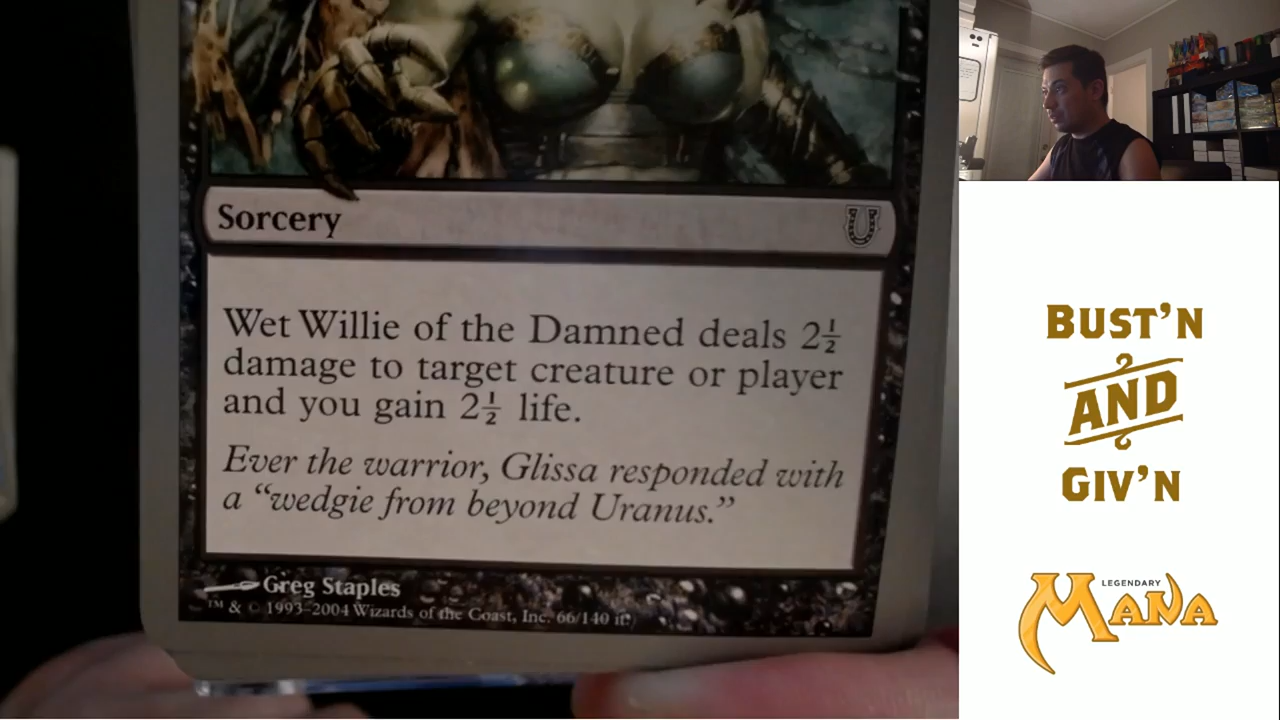 Sorcery
Wet Willie of the Damned deals 2½
damage to target creature or player
and you gain 2½ life.
Ever the warrior, Glissa responded with
a “wedgie from beyond Uranus.”
Greg Staples
™ & © 1993–2004 Wizards of the Coast, Inc. 66/140
BUST'N
AND
GIV'N
LEGENDARY
MANA